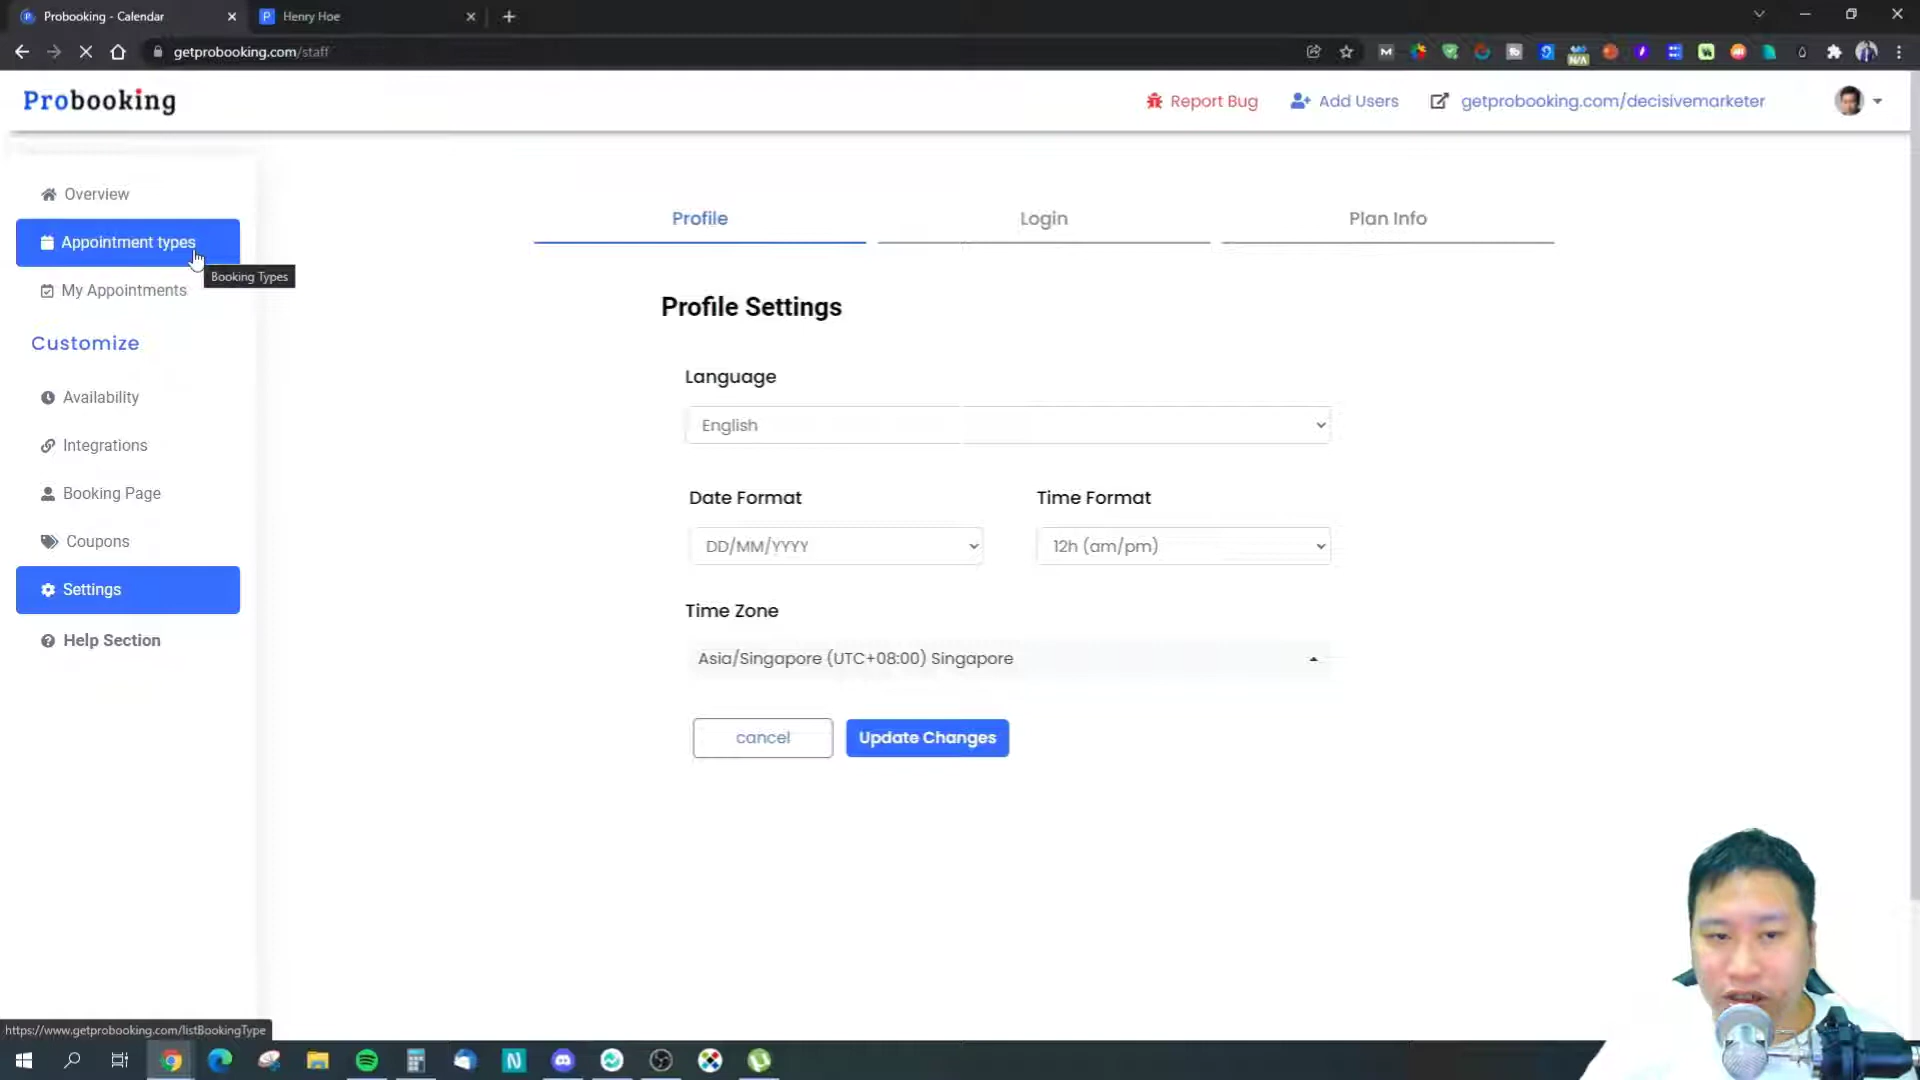 Probooking - Calendar
Henry Hoe
getprobooking.com/staff
N/A
Probooking
Report Bug
Add Users
getprobooking.com/decisivemarketer
Overview
Appointment types
Booking Types
My Appointments
Customize
Availability
Integrations
Booking Page
Coupons
Settings
Help Section
Profile
Login
Plan Info
Profile Settings
Language
English
Date Format
Time Format
DD/MM/YYYY
12h (am/pm)
Time Zone
Asia/Singapore (UTC+08:00) Singapore
cancel
Update Changes
https://www.getprobooking.com/listBookingType